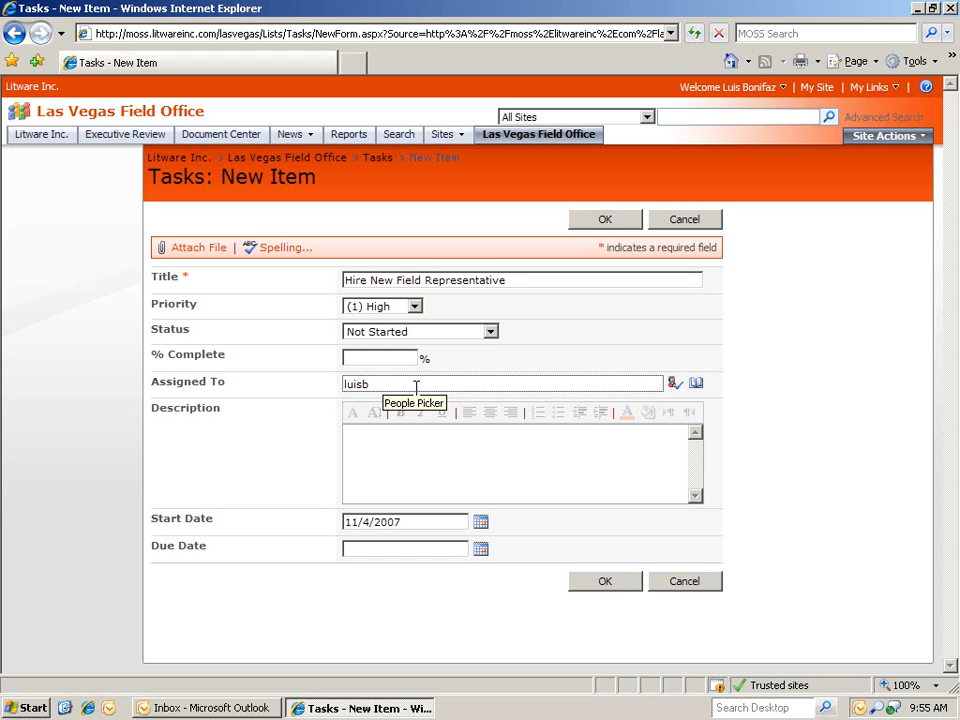 Tasks - New Item - Windows Internet Explorer
http://moss.litwareinc.com/lasvegas/Lists/Tasks/NewForm.aspx?Source=http%3A%2F%2Fmoss%2Elitwareinc%2Ecom%2Fla
MOSS Search
Tasks - New Item
Page
Tools
Litware Inc.
Welcome Luis Bonifaz
My Site
My Links
Las Vegas Field Office
All Sites
Advanced Search
Litware Inc.
Executive Review
Document Center
News
Reports
Search
Sites
Las Vegas Field Office
Site Actions
Litware Inc. > Las Vegas Field Office > Tasks > New Item
Tasks: New Item
OK
Cancel
Attach File | Spelling...
* indicates a required field
Title *
Hire New Field Representative
Priority
(1) High
Status
Not Started
% Complete
%
Assigned To
luisb
People Picker
Description
Start Date
11/4/2007
Due Date
OK
Cancel
Trusted sites
100%
Start
Inbox - Microsoft Outlook
Tasks - New Item - Wi...
Search Desktop
9:55 AM